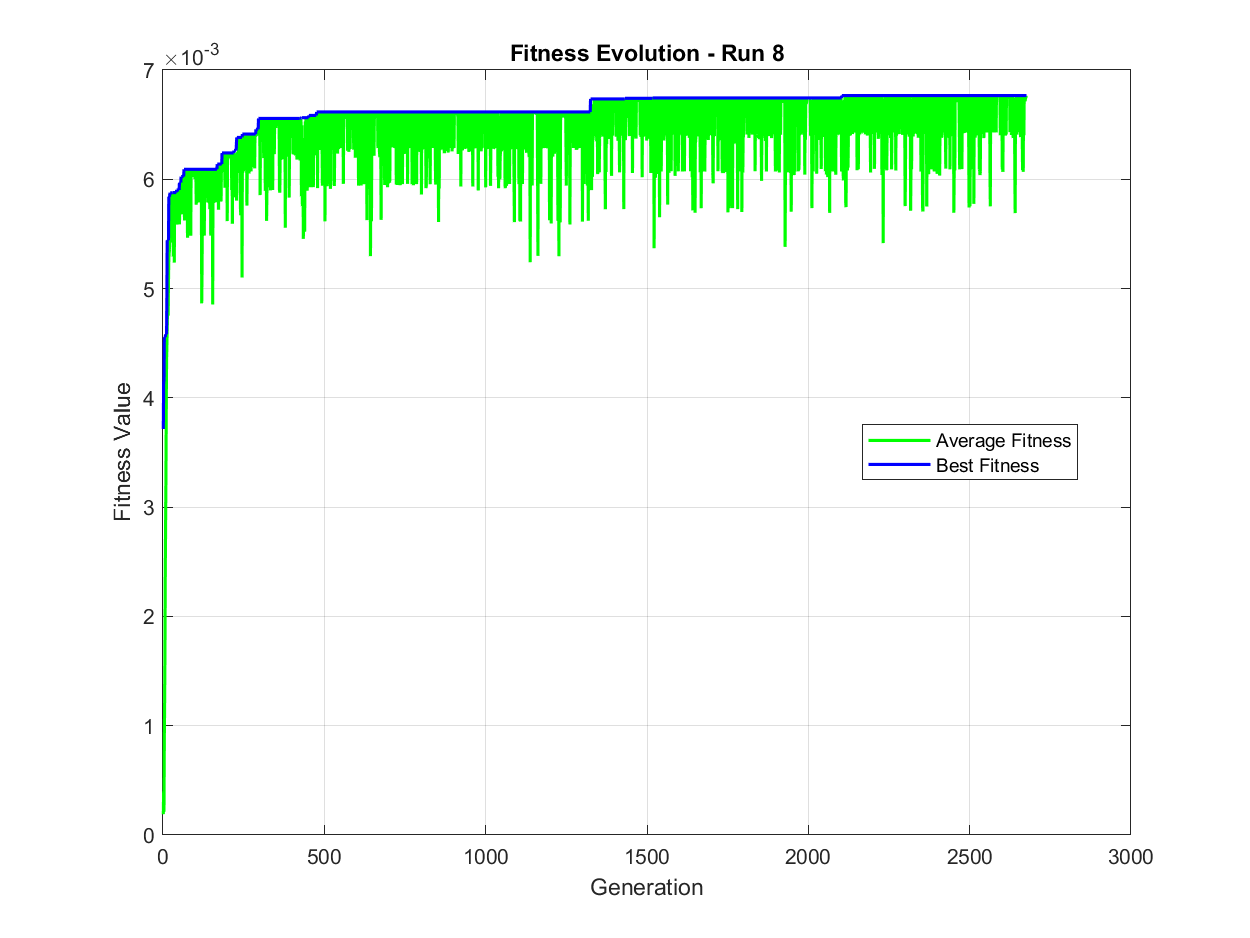 Fitness Evolution - Run 8
×10-3
7
6
5
4
3
2
1
0
Fitness Value
0 500 1000 1500 2000 2500 3000
Generation
Average Fitness
Best Fitness